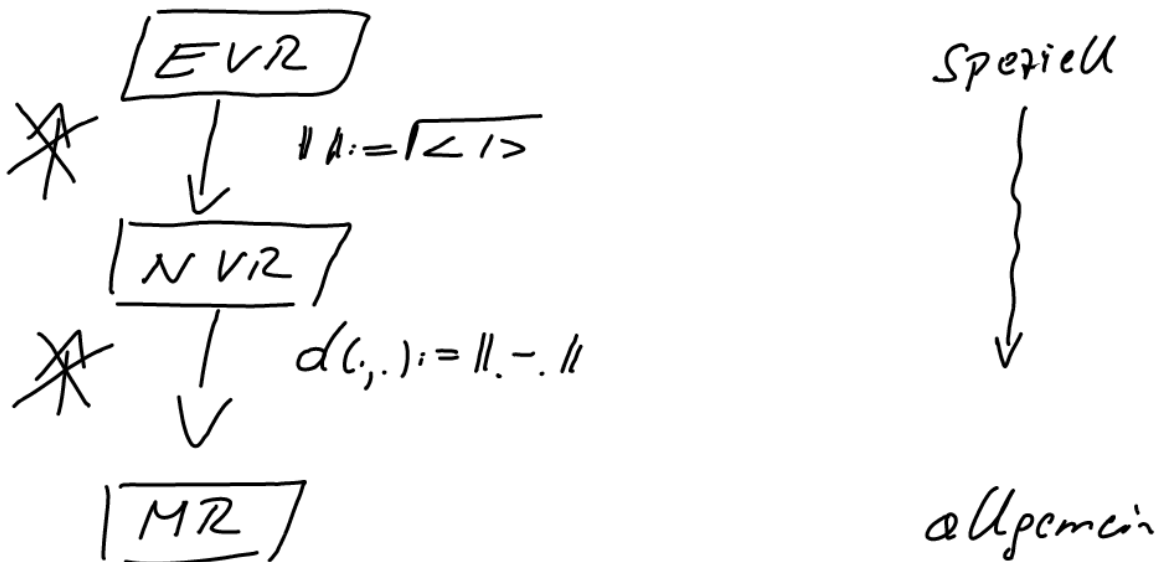 EVR
speziell
‖ ‖:=√<|>
NVR
d(.,.):=‖.-.‖
MR
allgemein